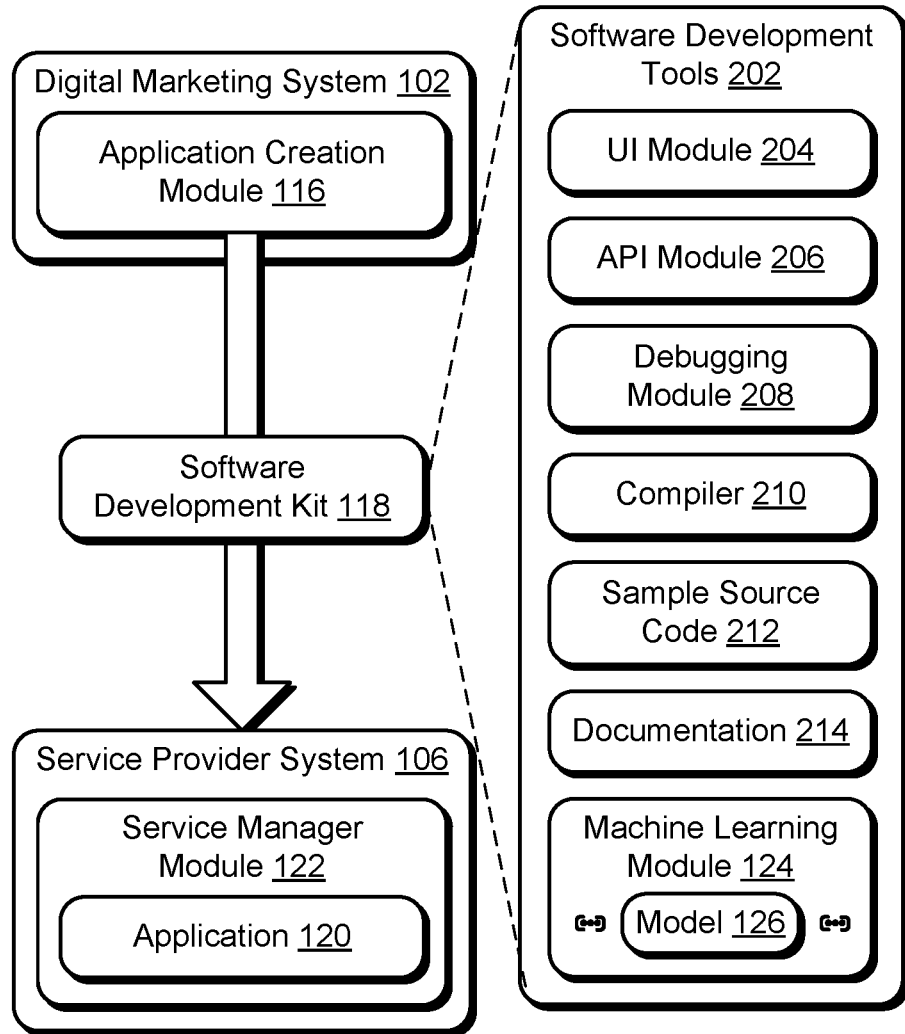 Digital Marketing System 102
Application Creation
Module 116
Software
Development Kit 118
Service Provider System 106
Service Manager
Module 122
Application 120
Software Development
Tools 202
UI Module 204
API Module 206
Debugging
Module 208
Compiler 210
Sample Source
Code 212
Documentation 214
Machine Learning
Module 124
Model 126